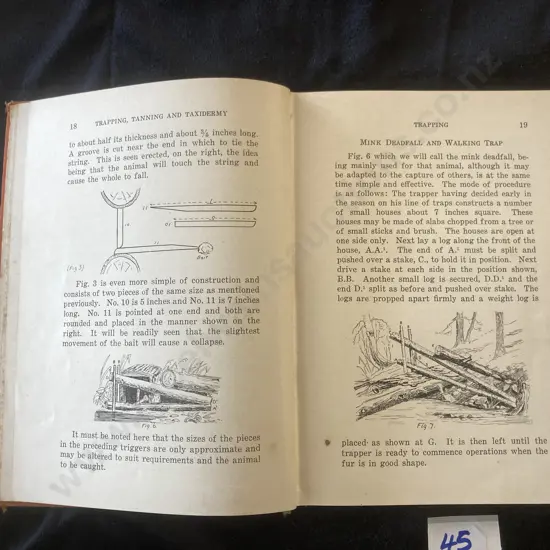 18 TRAPPING, TANNING AND TAXIDERMY
to about half its thickness and about 5/8 inches long.
A groove is cut near the end in which to tie the
string. This is seen erected, on the right, the idea
being that the animal will touch the string and
cause the whole to fall.
11
10
11
10
Bait
(Fig 3)
Fig. 3 is even more simple of construction and
consists of two pieces of the same size as mentioned
previously. No. 10 is 5 inches and No. 11 is 7 inches
long. No. 11 is pointed at one end and both are
rounded and placed in the manner shown on the
right. It will be readily seen that the slightest
movement of the bait will cause a collapse.
Fig 6
It must be noted here that the sizes of the pieces
in the preceding triggers are only approximate and
may be altered to suit requirements and the animal
to be caught.
TRAPPING 19
MINK DEADFALL AND WALKING TRAP
Fig. 6 which we will call the mink deadfall, be-
ing mainly used for that animal, although it may
be adapted to the capture of others, is at the same
time simple and effective. The mode of procedure
is as follows: The trapper having decided early in
the season on his line of traps constructs a number
of small houses about 7 inches square. These
houses may be made of slabs chopped from a tree or
of small sticks and brush. The houses are open at
one side only. Next lay a log along the front of the
house, A.A.¹. The end of A.¹ must be split and
pushed over a stake, C., to hold it in position. Next
drive a stake at each side in the position shown,
B.B. Another small log is secured, D.D.¹ and the
end D.¹ split as before and pushed over stake. The
logs are propped apart firmly and a weight log is
Fig 7
placed as shown at G. It is then left until the
trapper is ready to commence operations when the
fur is in good shape.
45